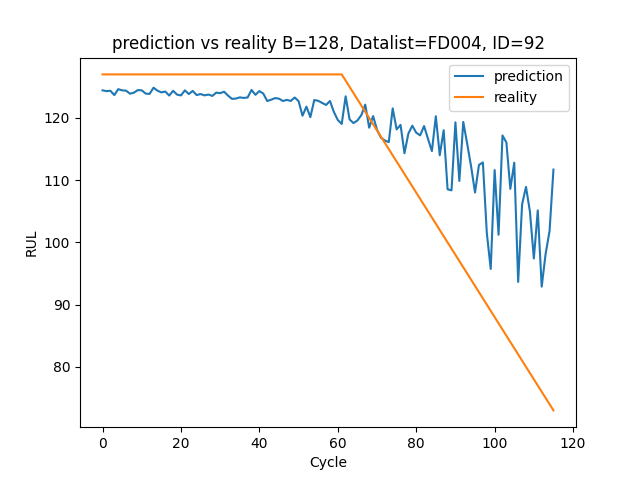 prediction vs reality B=128, Datalist=FD004, ID=92
prediction
reality
RUL
120
110
100
90
80
0 20 40 60 80 100 120
Cycle